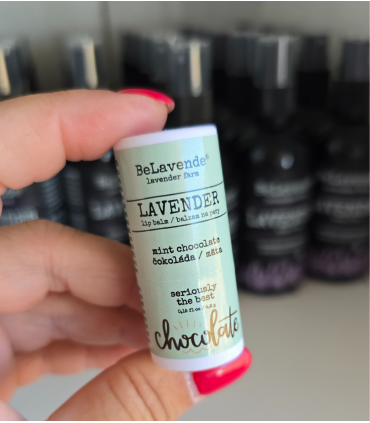 BeLavende®
lavender farm
LAVENDER
lip balm / balzam na pery
mint chocolate
čokoláda / mäta
seriously
the best
chocolate